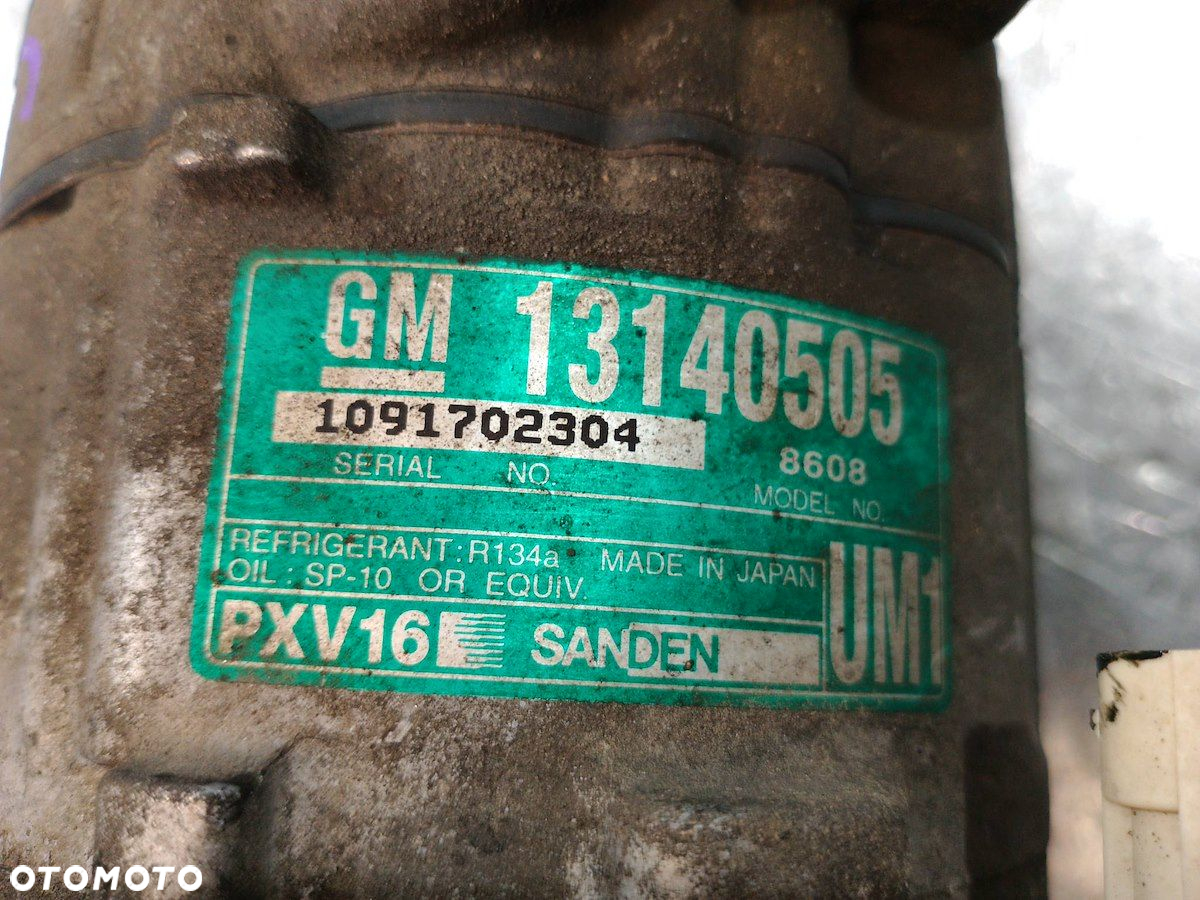 GM 13140505
1091702304
SERIAL NO.
8608
MODEL NO.
REFRIGERANT: R134a MADE IN JAPAN
OIL : SP-10 OR EQUIV.
UM1
PXV16 SANDEN
OTOMOTO